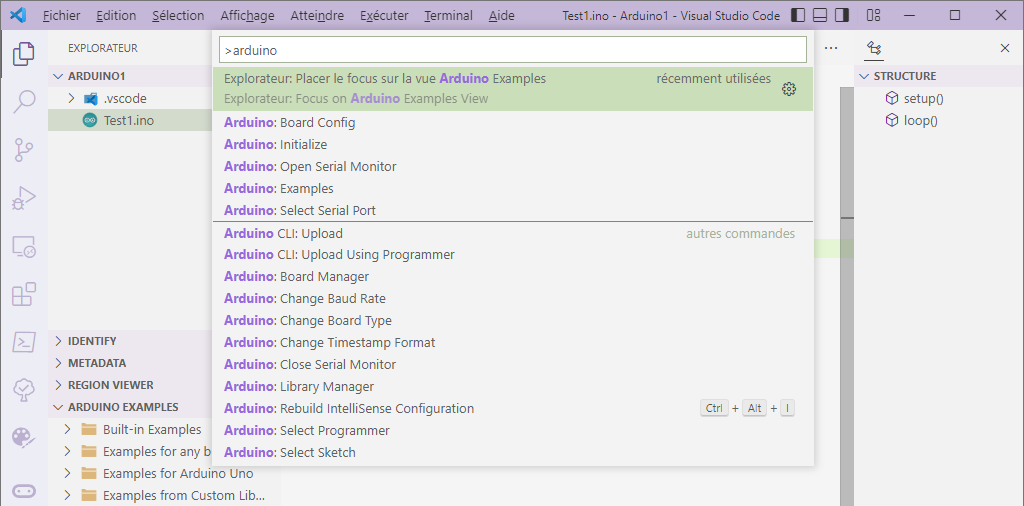 Fichier Edition Sélection Affichage Atteindre Exécuter Terminal Aide Test1.ino - Arduino1 - Visual Studio Code
EXPLORATEUR
ARDUINO1
.vscode
Test1.ino
IDENTIFY
METADATA
REGION VIEWER
ARDUINO EXAMPLES
Built-in Examples
Examples for any b
Examples for Arduino Uno
Examples from Custom Lib...
>arduino
Explorateur: Placer le focus sur la vue Arduino Examples récemment utilisées
Explorateur: Focus on Arduino Examples View
Arduino: Board Config
Arduino: Initialize
Arduino: Open Serial Monitor
Arduino: Examples
Arduino: Select Serial Port
Arduino CLI: Upload autres commandes
Arduino CLI: Upload Using Programmer
Arduino: Board Manager
Arduino: Change Baud Rate
Arduino: Change Board Type
Arduino: Change Timestamp Format
Arduino: Close Serial Monitor
Arduino: Library Manager
Arduino: Rebuild IntelliSense Configuration Ctrl + Alt + I
Arduino: Select Programmer
Arduino: Select Sketch
STRUCTURE
setup()
loop()